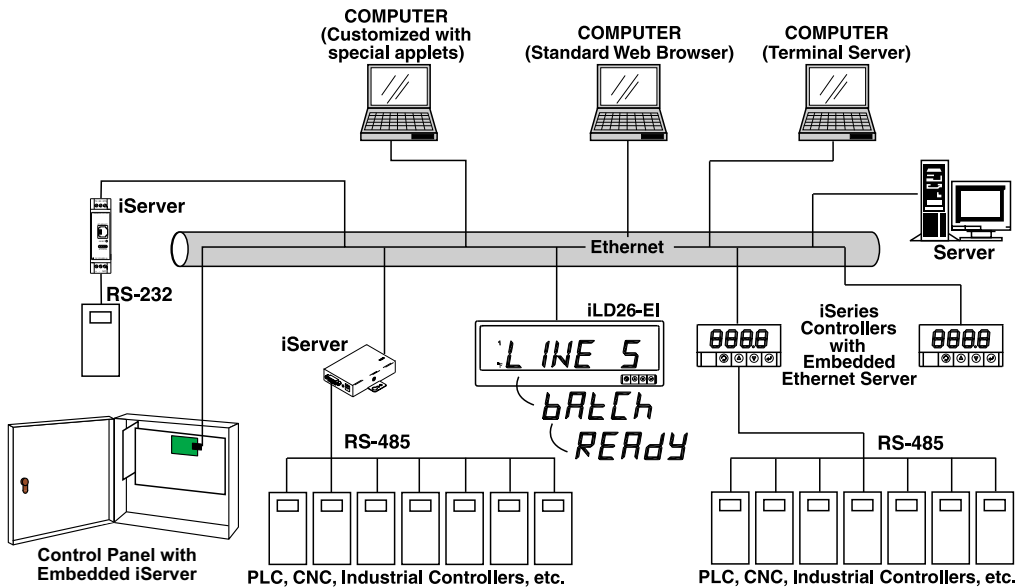 COMPUTER
(Customized with
special applets)
COMPUTER
(Standard Web Browser)
COMPUTER
(Terminal Server)
iServer
Ethernet
Server
RS-232
iLD26-EI
iSeries
Controllers
with
Embedded
Ethernet Server
888.8
888.8
iServer
LINE 5
bAtCh
REAdY
RS-485
RS-485
Control Panel with
Embedded iServer
PLC, CNC, Industrial Controllers, etc.
PLC, CNC, Industrial Controllers, etc.